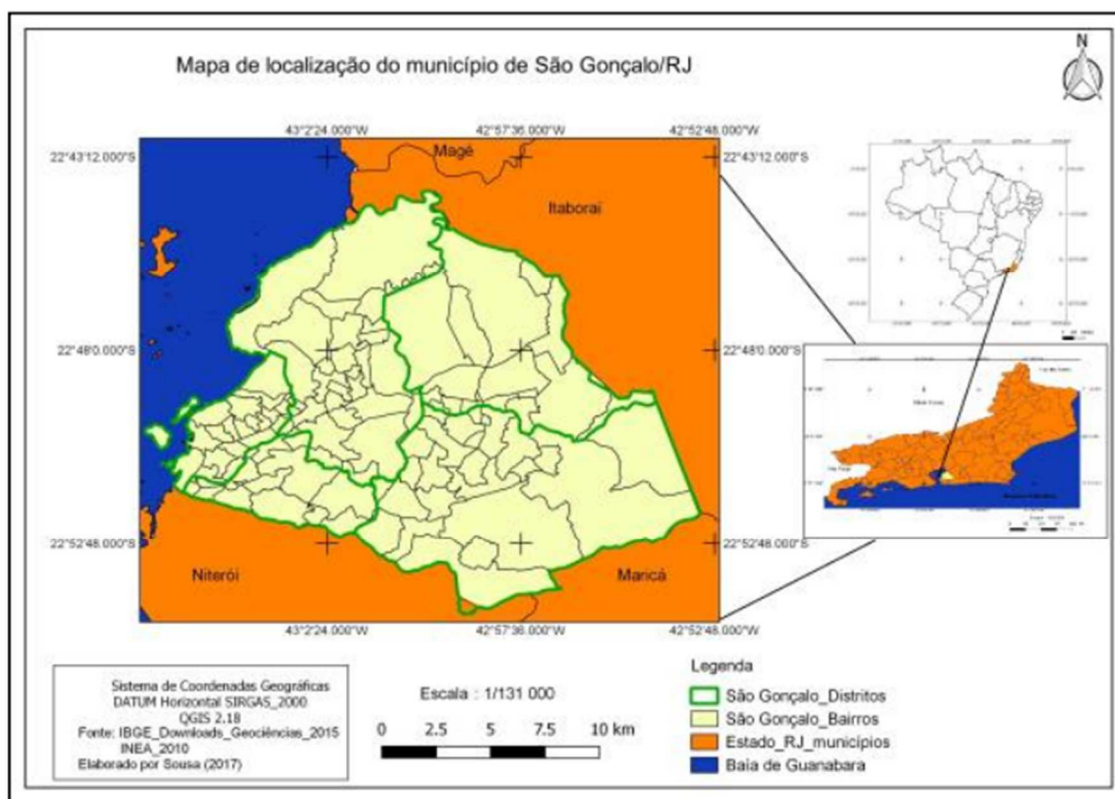 N
Mapa de localização do município de São Gonçalo/RJ
43°2'24.000"W 42°57'36.000"W 42°52'48.000"W
22°43'12.000"S 22°43'12.000"S
Magé
Itaboraí
22°48'0.000"S 22°48'0.000"S
22°52'48.000"S 22°52'48.000"S
Niterói Maricá
43°2'24.000"W 42°57'36.000"W 42°52'48.000"W
Sistema de Coordenadas Geográficas
DATUM Horizontal SIRGAS_2000
QGIS 2.18
Fonte: IBGE_Downloads_Geociências_2015
INEA_2010
Elaborado por Sousa (2017)
Escala : 1/131 000
0 2.5 5 7.5 10 km
Legenda
São Gonçalo_Distritos
São Gonçalo_Bairros
Estado_RJ_municípios
Baía de Guanabara